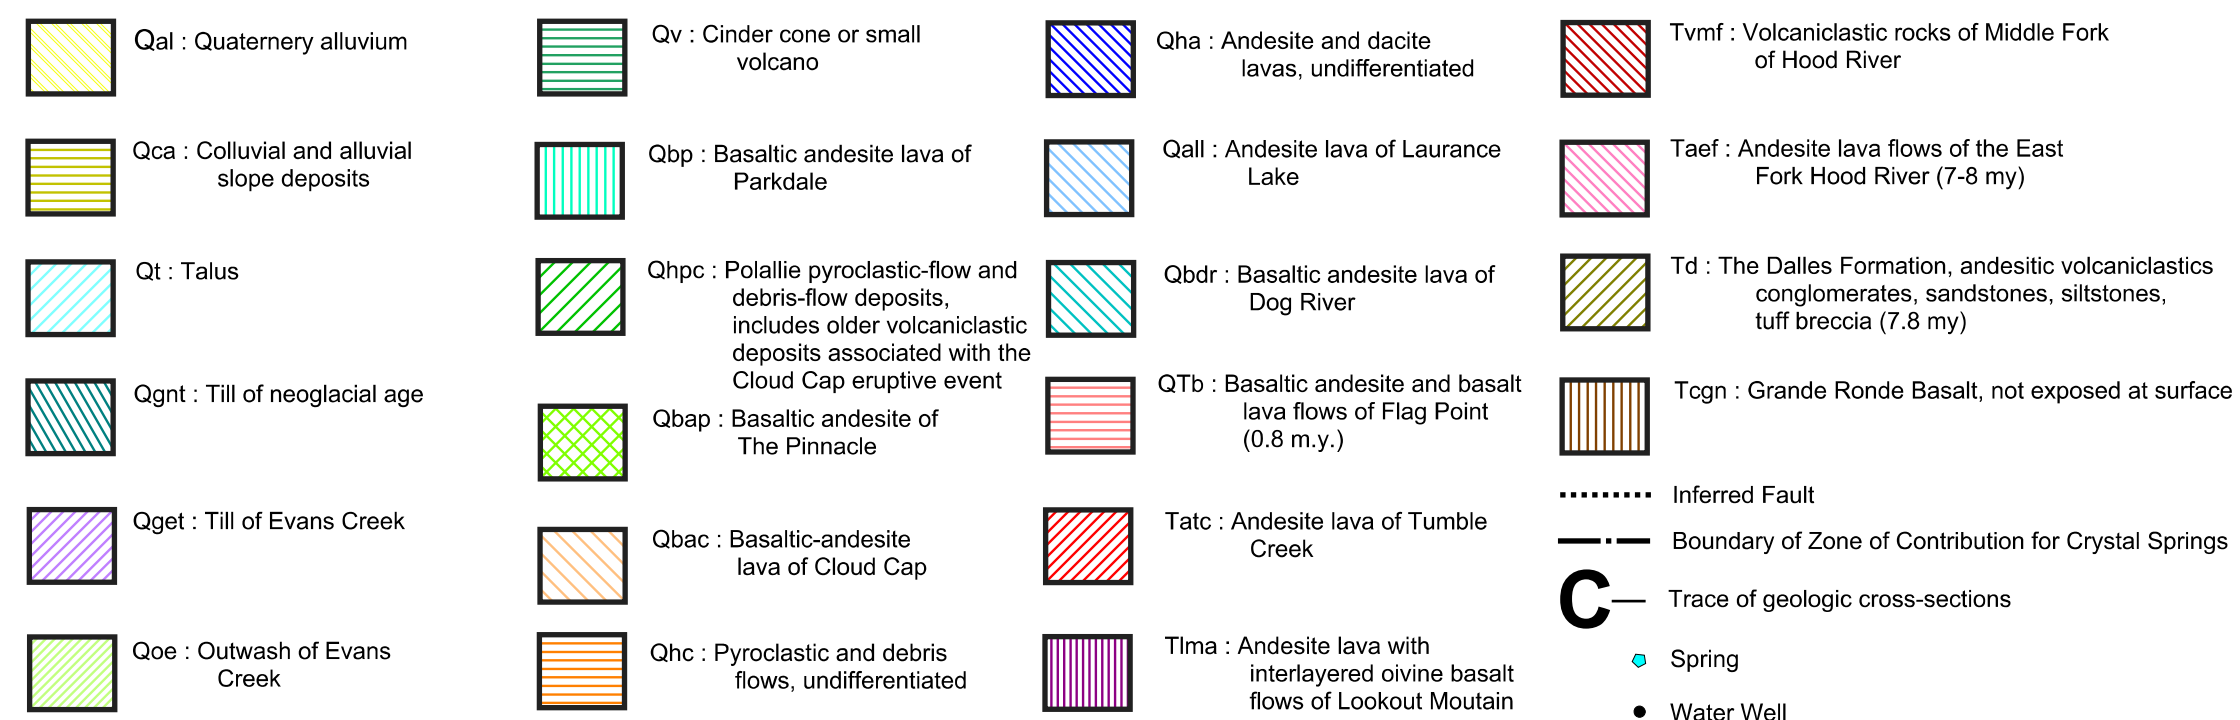 Qal : Quaternery alluvium
Qca : Colluvial and alluvial
slope deposits
Qt : Talus
Qgnt : Till of neoglacial age
Qget : Till of Evans Creek
Qoe : Outwash of Evans
Creek
Qv : Cinder cone or small
volcano
Qbp : Basaltic andesite lava of
Parkdale
Qhpc : Polallie pyroclastic-flow and
debris-flow deposits,
includes older volcaniclastic
deposits associated with the
Cloud Cap eruptive event
Qbap : Basaltic andesite of
The Pinnacle
Qbac : Basaltic-andesite
lava of Cloud Cap
Qhc : Pyroclastic and debris
flows, undifferentiated
Qha : Andesite and dacite
lavas, undifferentiated
Qall : Andesite lava of Laurance
Lake
Qbdr : Basaltic andesite lava of
Dog River
QTb : Basaltic andesite and basalt
lava flows of Flag Point
(0.8 m.y.)
Tatc : Andesite lava of Tumble
Creek
Tlma : Andesite lava with
interlayered oivine basalt
flows of Lookout Moutain
Tvmf : Volcaniclastic rocks of Middle Fork
of Hood River
Taef : Andesite lava flows of the East
Fork Hood River (7-8 my)
Td : The Dalles Formation, andesitic volcaniclastics
conglomerates, sandstones, siltstones,
tuff breccia (7.8 my)
Tcgn : Grande Ronde Basalt, not exposed at surface
Inferred Fault
Boundary of Zone of Contribution for Crystal Springs
C Trace of geologic cross-sections
Spring
Water Well